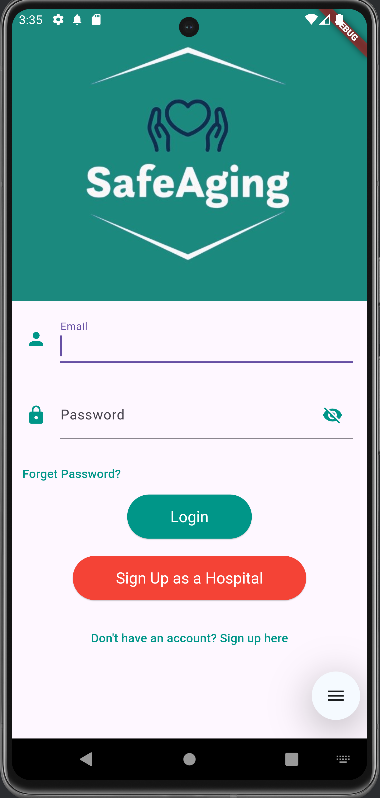 3:35
DEBUG
SafeAging
Email
Password
Forget Password?
Login
Sign Up as a Hospital
Don't have an account? Sign up here